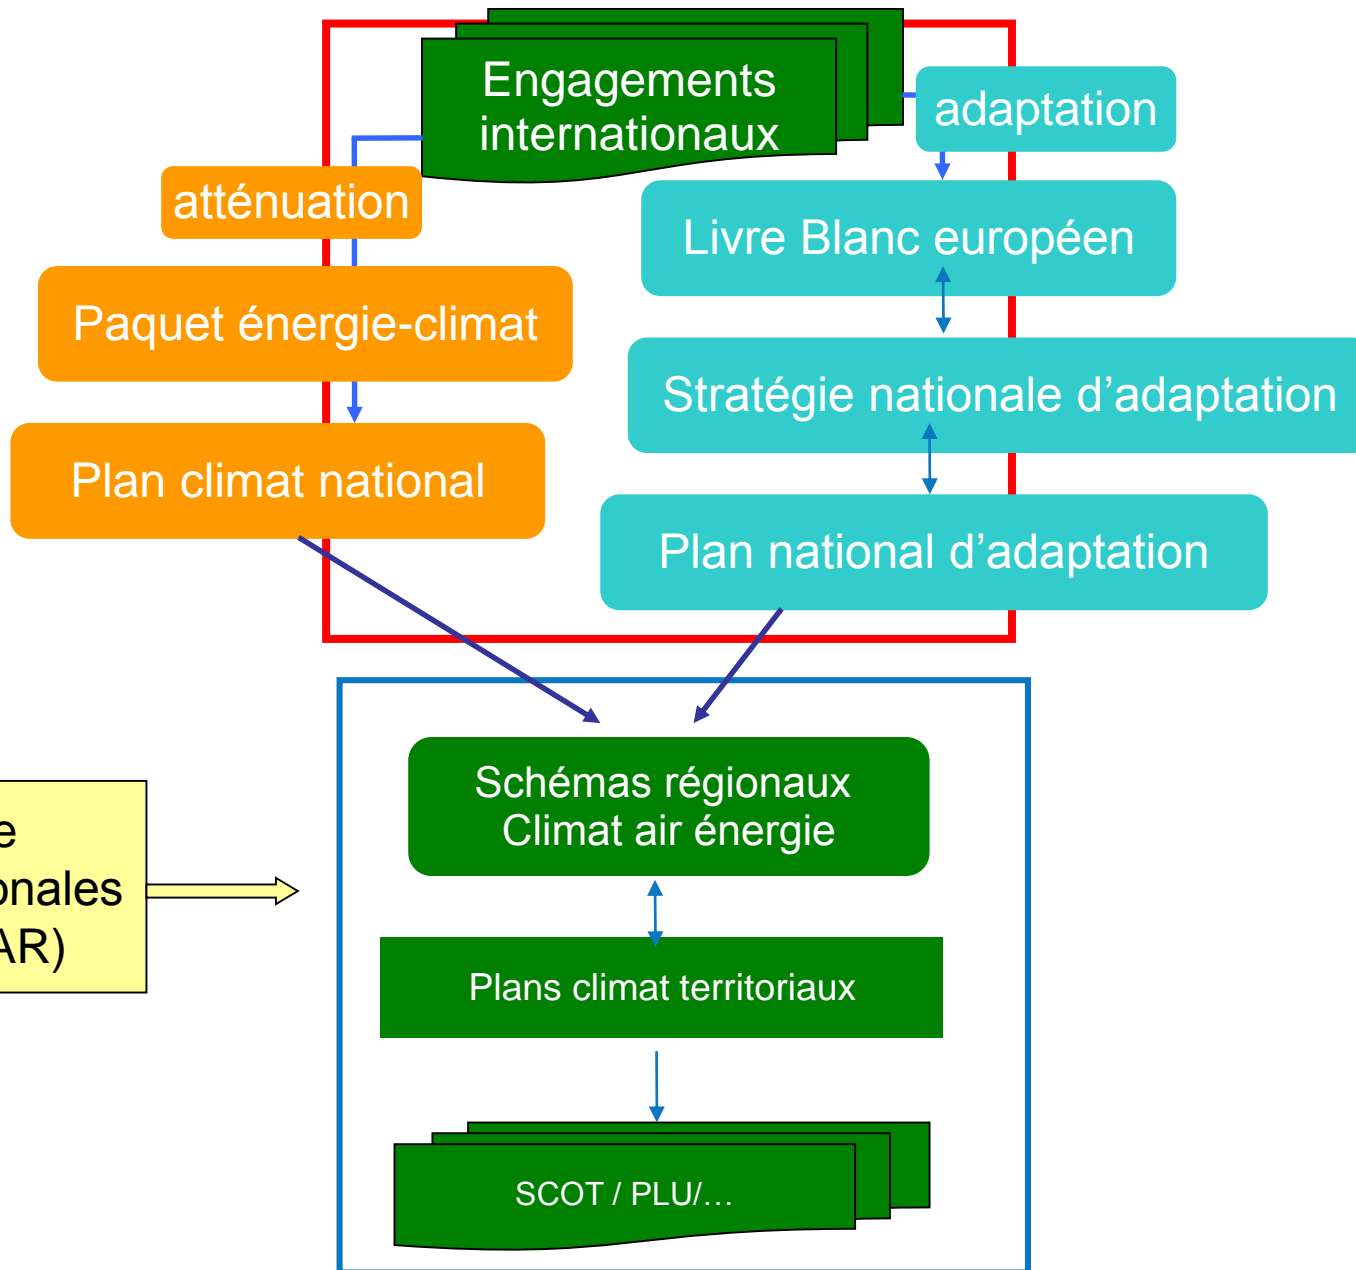 Engagements
internationaux
adaptation
atténuation
Livre Blanc européen
Paquet énergie-climat
Stratégie nationale d’adaptation
Plan climat national
Plan national d’adaptation
Schémas régionaux
Climat air énergie
e
onales
AR)
Plans climat territoriaux
SCOT / PLU/…